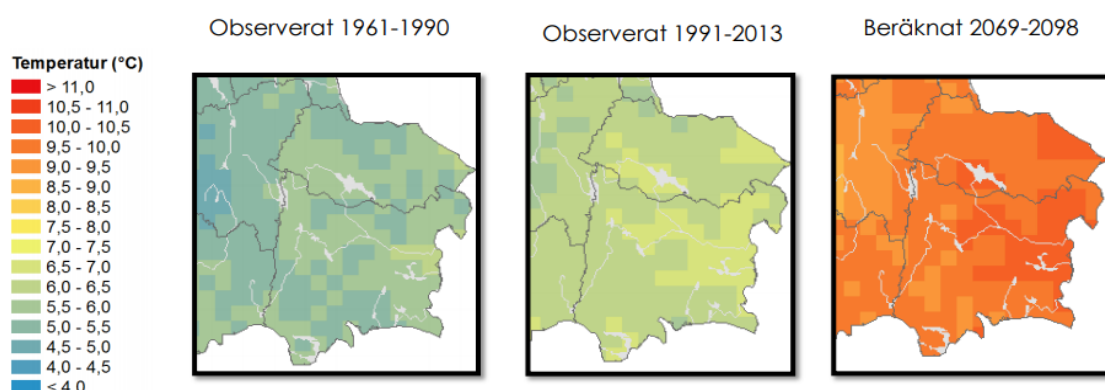 Observerat 1961-1990
Observerat 1991-2013
Beräknat 2069-2098
Temperatur (°C)
> 11,0
10,5 - 11,0
10,0 - 10,5
9,5 - 10,0
9,0 - 9,5
8,5 - 9,0
8,0 - 8,5
7,5 - 8,0
7,0 - 7,5
6,5 - 7,0
6,0 - 6,5
5,5 - 6,0
5,0 - 5,5
4,5 - 5,0
4,0 - 4,5
< 4,0